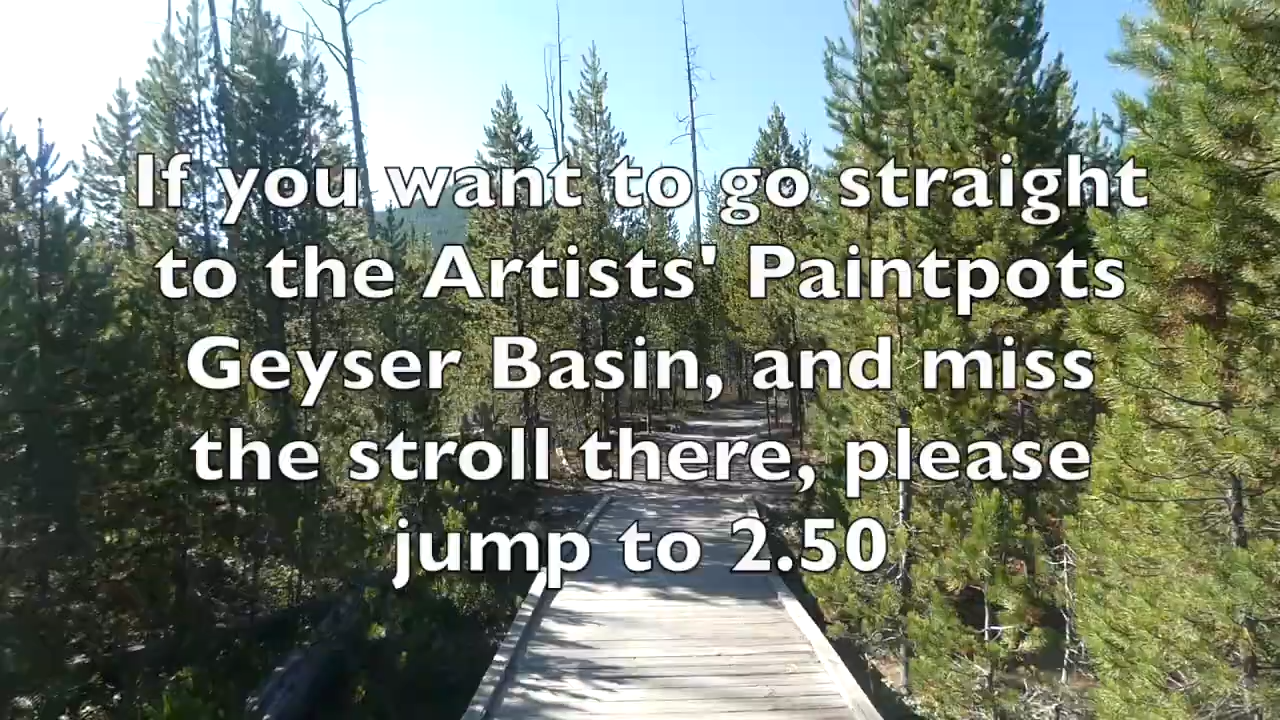 If you want to go straight
to the Artists' Paintpots
Geyser Basin, and miss
the stroll there, please
jump to 2.50